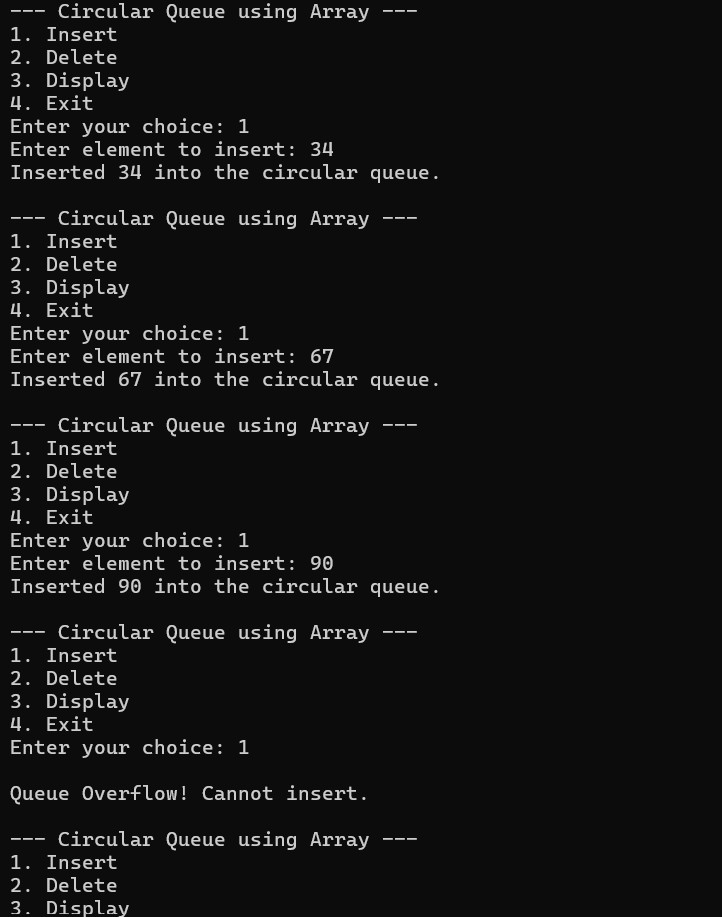 --- Circular Queue using Array ---
1. Insert
2. Delete
3. Display
4. Exit
Enter your choice: 1
Enter element to insert: 34
Inserted 34 into the circular queue.
--- Circular Queue using Array ---
1. Insert
2. Delete
3. Display
4. Exit
Enter your choice: 1
Enter element to insert: 67
Inserted 67 into the circular queue.
--- Circular Queue using Array ---
1. Insert
2. Delete
3. Display
4. Exit
Enter your choice: 1
Enter element to insert: 90
Inserted 90 into the circular queue.
--- Circular Queue using Array ---
1. Insert
2. Delete
3. Display
4. Exit
Enter your choice: 1
Queue Overflow! Cannot insert.
--- Circular Queue using Array ---
1. Insert
2. Delete
3. Display